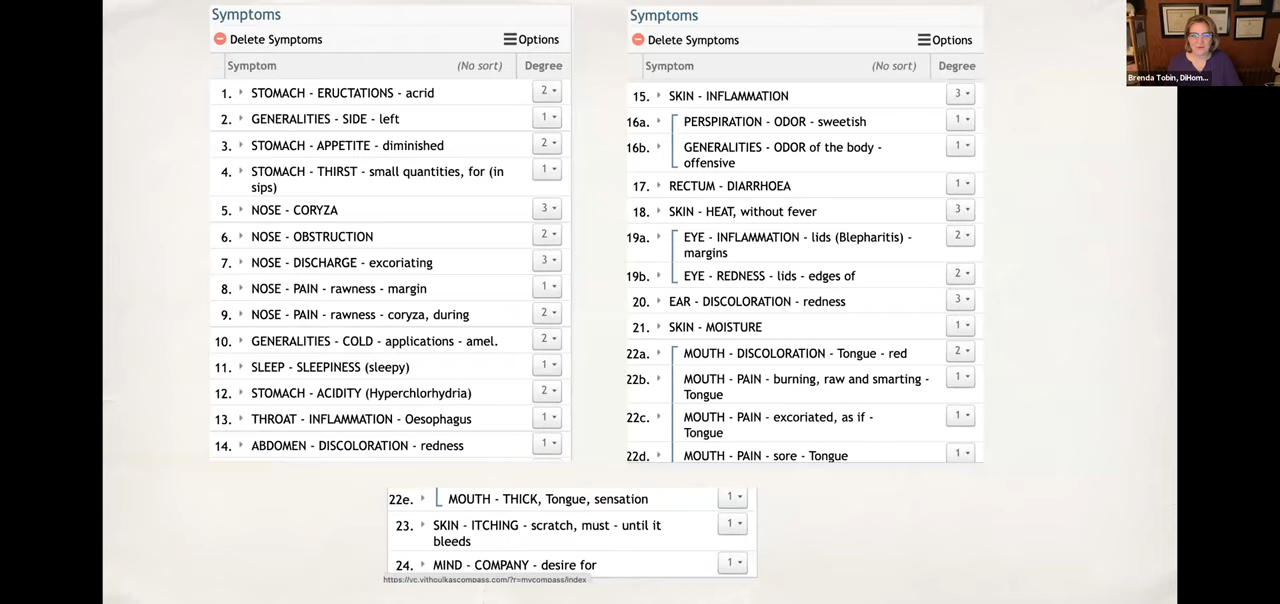 Symptoms
Delete Symptoms Options
Symptom (No sort) Degree
1. STOMACH - ERUCTATIONS - acrid 2
2. GENERALITIES - SIDE - left 1
3. STOMACH - APPETITE - diminished 2
4. STOMACH - THIRST - small quantities, for (in 1
sips)
5. NOSE - CORYZA 3
6. NOSE - OBSTRUCTION 2
7. NOSE - DISCHARGE - excoriating 3
8. NOSE - PAIN - rawness - margin 1
9. NOSE - PAIN - rawness - coryza, during 2
10. GENERALITIES - COLD - applications - amel. 2
11. SLEEP - SLEEPINESS (sleepy) 1
12. STOMACH - ACIDITY (Hyperchlorhydria) 2
13. THROAT - INFLAMMATION - Oesophagus 1
14. ABDOMEN - DISCOLORATION - redness 1
Symptoms
Delete Symptoms Options
Symptom (No sort) Degree
15. SKIN - INFLAMMATION 3
16a. PERSPIRATION - ODOR - sweetish 1
16b. GENERALITIES - ODOR of the body - 1
offensive
17. RECTUM - DIARRHOEA 1
18. SKIN - HEAT, without fever 3
19a. EYE - INFLAMMATION - lids (Blepharitis) - 2
margins
19b. EYE - REDNESS - lids - edges of 2
20. EAR - DISCOLORATION - redness 3
21. SKIN - MOISTURE 1
22a. MOUTH - DISCOLORATION - Tongue - red 2
22b. MOUTH - PAIN - burning, raw and smarting - 1
Tongue
22c. MOUTH - PAIN - excoriated, as if - 1
Tongue
22d. MOUTH - PAIN - sore - Tongue 1
22e. MOUTH - THICK, Tongue, sensation 1
23. SKIN - ITCHING - scratch, must - until it 1
bleeds
24. MIND - COMPANY - desire for 1
https://vc.vithoulkascompass.com/?r=mycompass/index
Brenda Tobin, DiHom...